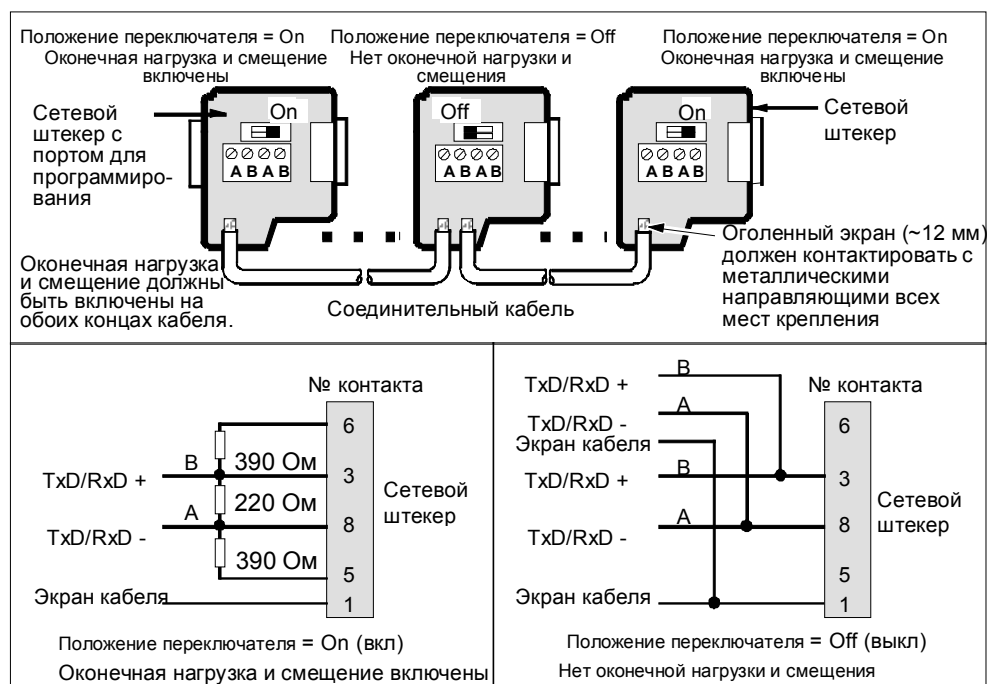 Положение переключателя = On
Оконечная нагрузка и смещение
включены
Положение переключателя = Off
Нет оконечной нагрузки и
смещения
Положение переключателя = On
Оконечная нагрузка и смещение
включены
Сетевой
штекер с
портом для
программиро-
вания
On
A B A B
Off
A B A B
On
A B A B
Сетевой
штекер
Оконечная нагрузка
и смещение должны
быть включены на
обоих концах кабеля.
Соединительный кабель
Оголенный экран (~12 мм)
должен контактировать с
металлическими
направляющими всех
мест крепления
№ контакта
6
B
390 Ом
TxD/RxD +
3
220 Ом
A
TxD/RxD -
8
390 Ом
5
Экран кабеля
1
Сетевой
штекер
Положение переключателя = On (вкл)
Оконечная нагрузка и смещение включены
B
TxD/RxD +
№ контакта
A
TxD/RxD -
6
Экран кабеля
B
TxD/RxD +
3
A
TxD/RxD -
8
5
Экран кабеля
1
Сетевой
штекер
Положение переключателя = Off (выкл)
Нет оконечной нагрузки и смещения